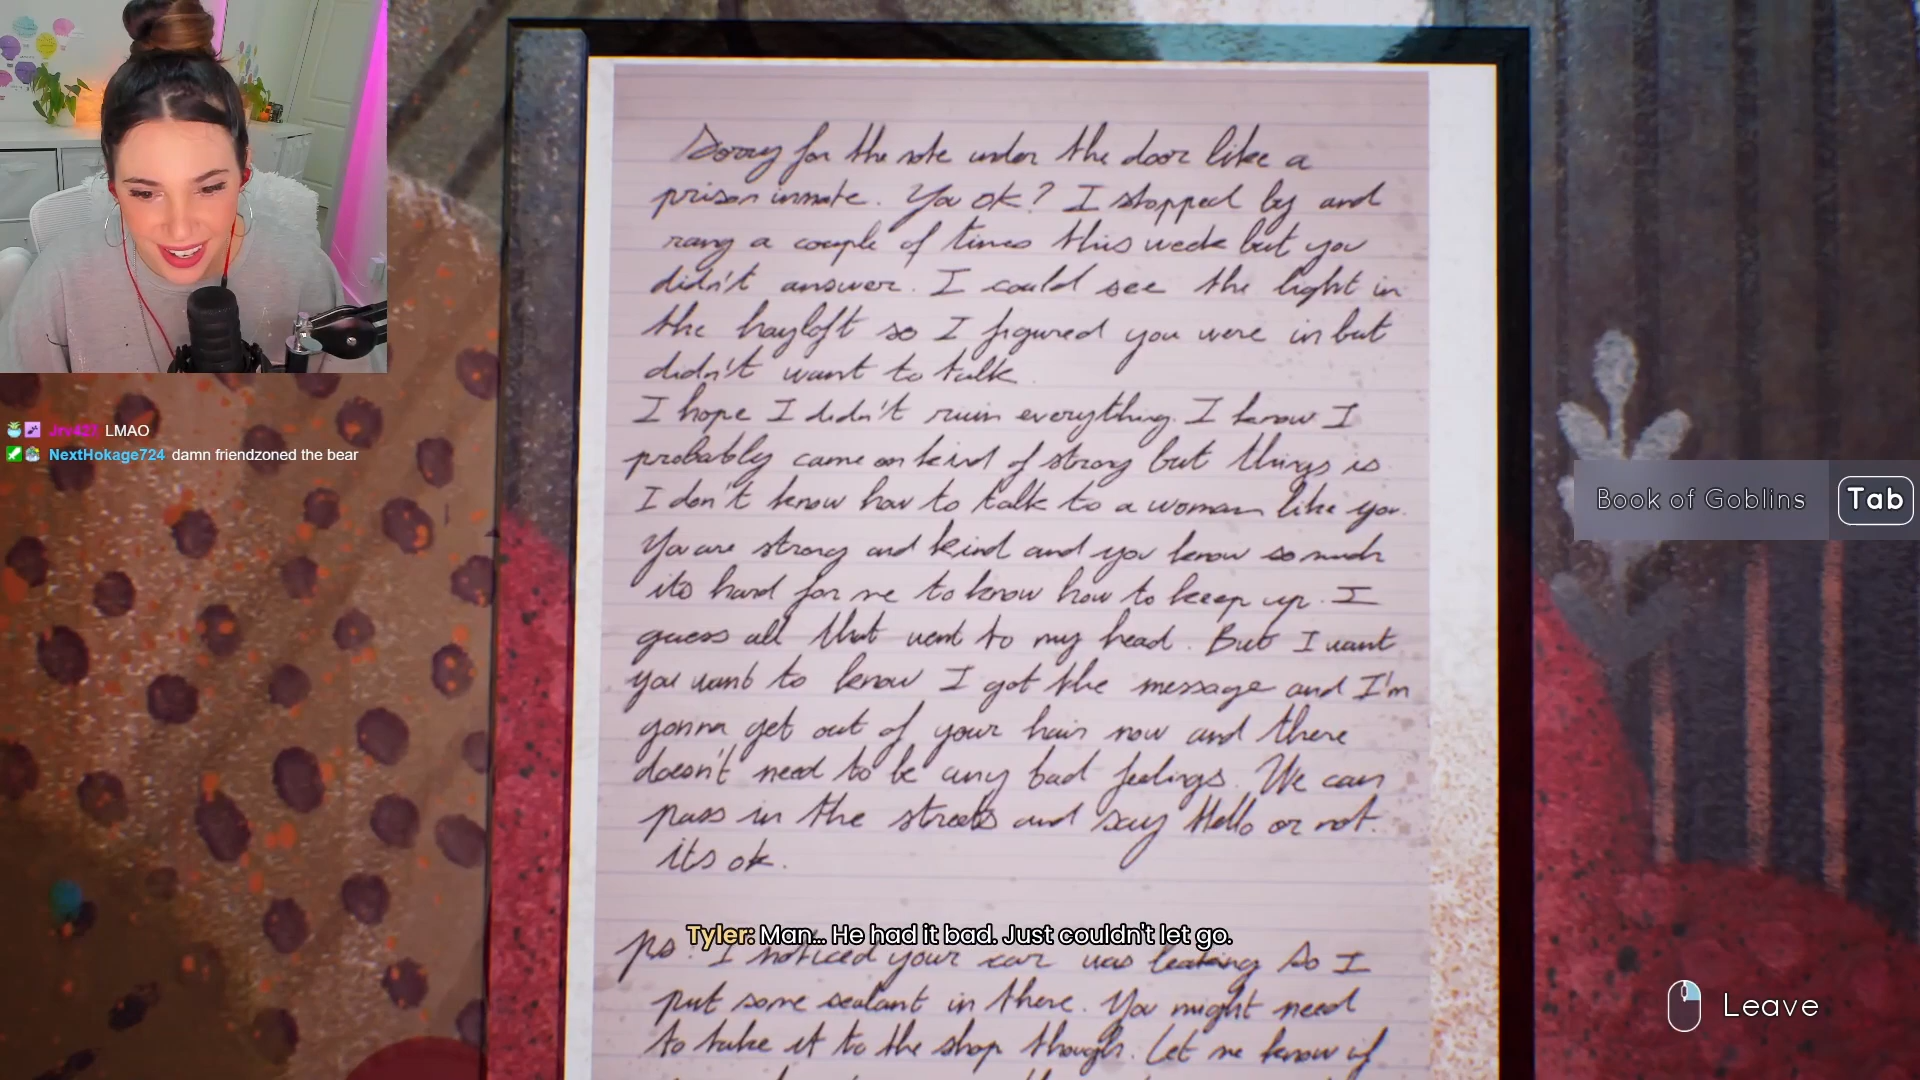 Sorry for the note under the door like a
prison inmate. You ok? I stopped by and
rang a couple of times this week but you
didn't answer. I could see the light in
the hayloft so I figured you were in but
didn't want to talk
I hope I didn't ruin everything. I know I
probably came on kind of strong but things is
I don't know how to talk to a woman like you.
You are strong and kind and you know so much
its hard for me to know how to keep up. I
guess all that went to my head. But I want
you want to know I got the message and I'm
gonna get out of your hair now and there
doesn't need to be any bad feelings. We can
pass in the streets and say Hello or not.
its ok.
Tyler: Man... He had it bad. Just couldn't let go.
ps: I noticed your car was leaking So I
put some sealant in there. You might need
to take it to the shop though. Let me know if
Jrv427 LMAO
NextHokage724 damn friendzoned the bear
Book of Goblins Tab
Leave